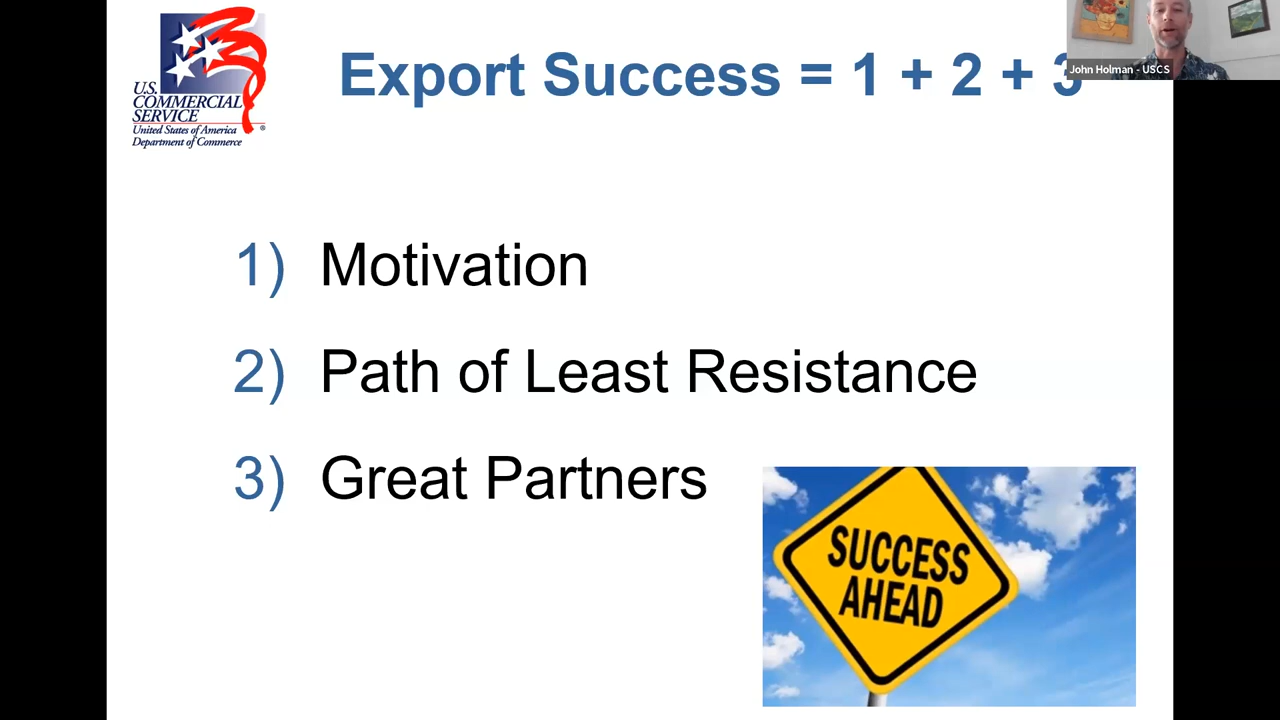 U.S.
COMMERCIAL
SERVICE
United States of America
Department of Commerce
®
Export Success = 1 + 2 + 3
John Holman - USCS
1) Motivation
2) Path of Least Resistance
3) Great Partners
SUCCESS
AHEAD